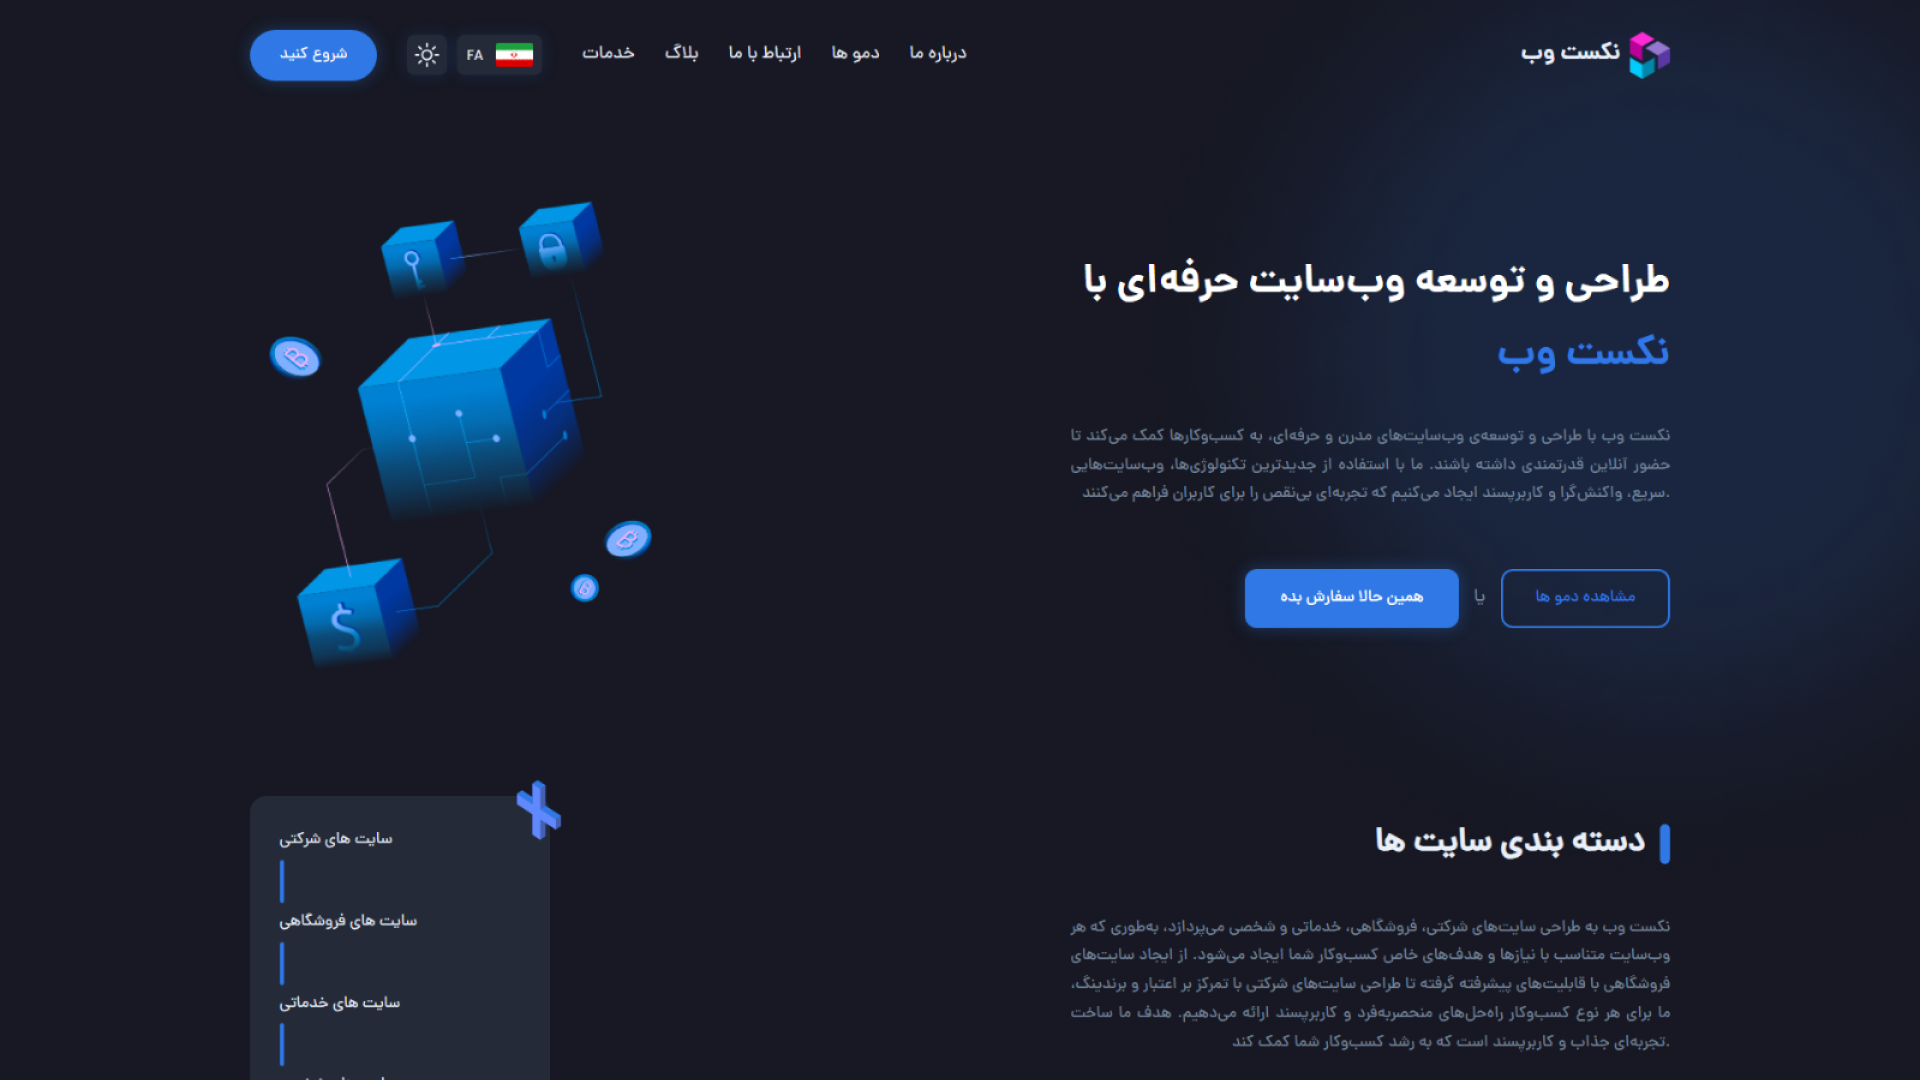 نکست وب
درباره ما
دمو ها
ارتباط با ما
بلاگ
خدمات
FA
شروع کنید
طراحی و توسعه وب‌سایت حرفه‌ای با
نکست وب
نکست وب با طراحی و توسعه‌ی وب‌سایت‌های مدرن و حرفه‌ای، به کسب‌وکارها کمک می‌کند تا
حضور آنلاین قدرتمندی داشته باشند. ما با استفاده از جدیدترین تکنولوژی‌ها، وب‌سایت‌هایی
.سریع، واکنش‌گرا و کاربرپسند ایجاد می‌کنیم که تجربه‌ای بی‌نقص را برای کاربران فراهم می‌کنند
مشاهده دمو ها
یا
همین حالا سفارش بده
دسته بندی سایت ها
نکست وب به طراحی سایت‌های شرکتی، فروشگاهی، خدماتی و شخصی می‌پردازد، به‌طوری که هر
وب‌سایت متناسب با نیازها و هدف‌های خاص کسب‌وکار شما ایجاد می‌شود. از ایجاد سایت‌های
فروشگاهی با قابلیت‌های پیشرفته گرفته تا طراحی سایت‌های شرکتی با تمرکز بر اعتبار و برندینگ،
ما برای هر نوع کسب‌وکار راه‌حل‌های منحصربه‌فرد و کاربرپسند ارائه می‌دهیم. هدف ما ساخت
.تجربه‌ای جذاب و کاربرپسند است که به رشد کسب‌وکار شما کمک کند
سایت های شرکتی
سایت های فروشگاهی
سایت های خدماتی